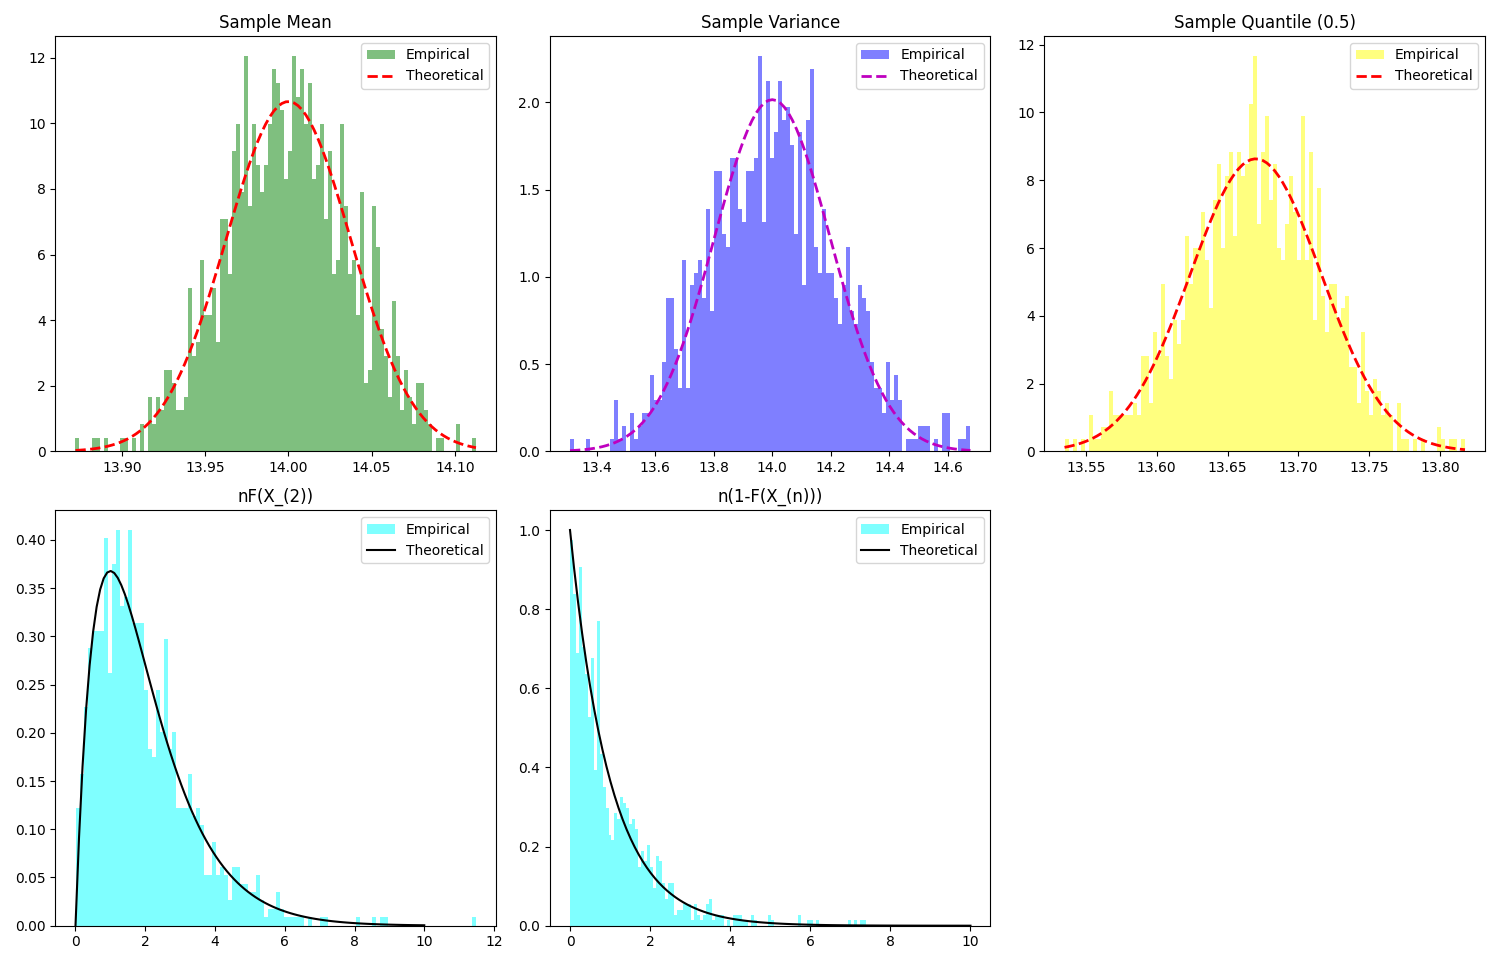 Sample Mean
Empirical
Theoretical
12
10
8
6
4
2
0
13.90 13.95 14.00 14.05 14.10
Sample Variance
Empirical
Theoretical
2.0
1.5
1.0
0.5
0.0
13.4 13.6 13.8 14.0 14.2 14.4 14.6
Sample Quantile (0.5)
Empirical
Theoretical
12
10
8
6
4
2
0
13.55 13.60 13.65 13.70 13.75 13.80
nF(X_(2))
Empirical
Theoretical
0.40
0.35
0.30
0.25
0.20
0.15
0.10
0.05
0.00
0 2 4 6 8 10 12
n(1-F(X_(n)))
Empirical
Theoretical
1.0
0.8
0.6
0.4
0.2
0.0
0 2 4 6 8 10